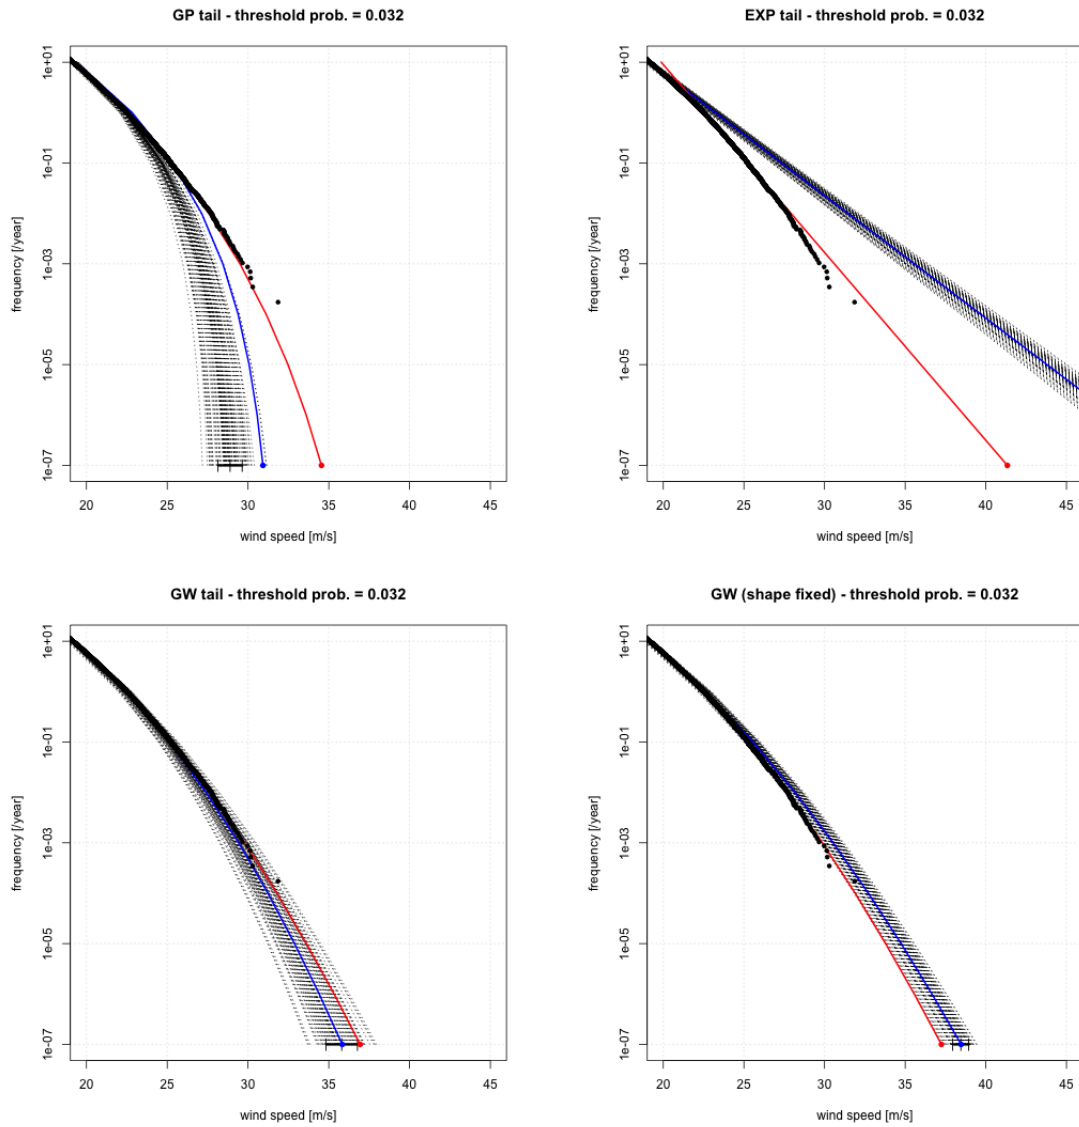 GP tail - threshold prob. = 0.032
frequency [/year]
1e+01
1e-01
1e-03
1e-05
1e-07
20 25 30 35 40 45
wind speed [m/s]
EXP tail - threshold prob. = 0.032
frequency [/year]
1e+01
1e-01
1e-03
1e-05
1e-07
20 25 30 35 40 45
wind speed [m/s]
GW tail - threshold prob. = 0.032
frequency [/year]
1e+01
1e-01
1e-03
1e-05
1e-07
20 25 30 35 40 45
wind speed [m/s]
GW (shape fixed) - threshold prob. = 0.032
frequency [/year]
1e+01
1e-01
1e-03
1e-05
1e-07
20 25 30 35 40 45
wind speed [m/s]